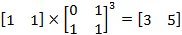 [1 1] × [0 1
1 1]³ = [3 5]